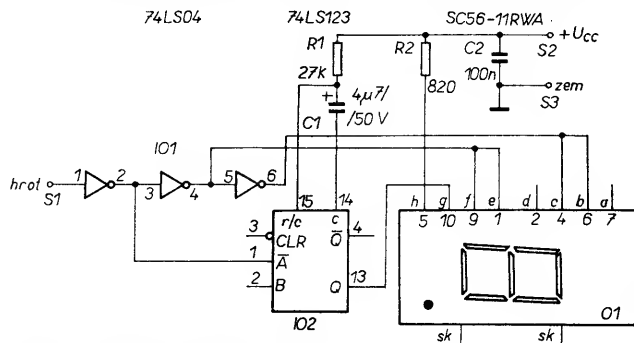 74LS04 74LS123 SC56-11RWA
R1 R2 C2 S2 +Ucc
27k 820 100n S3 zem
+ 4µ7/
/50 V
C1
IO1
hrot S1 1 2 3 4 5 6
15 14 h g f e d c b a
r/c c 5 10 9 1 2 4 6 7
3 CLR Q 4
1 A
2 B Q 13
IO2 O1
sk sk